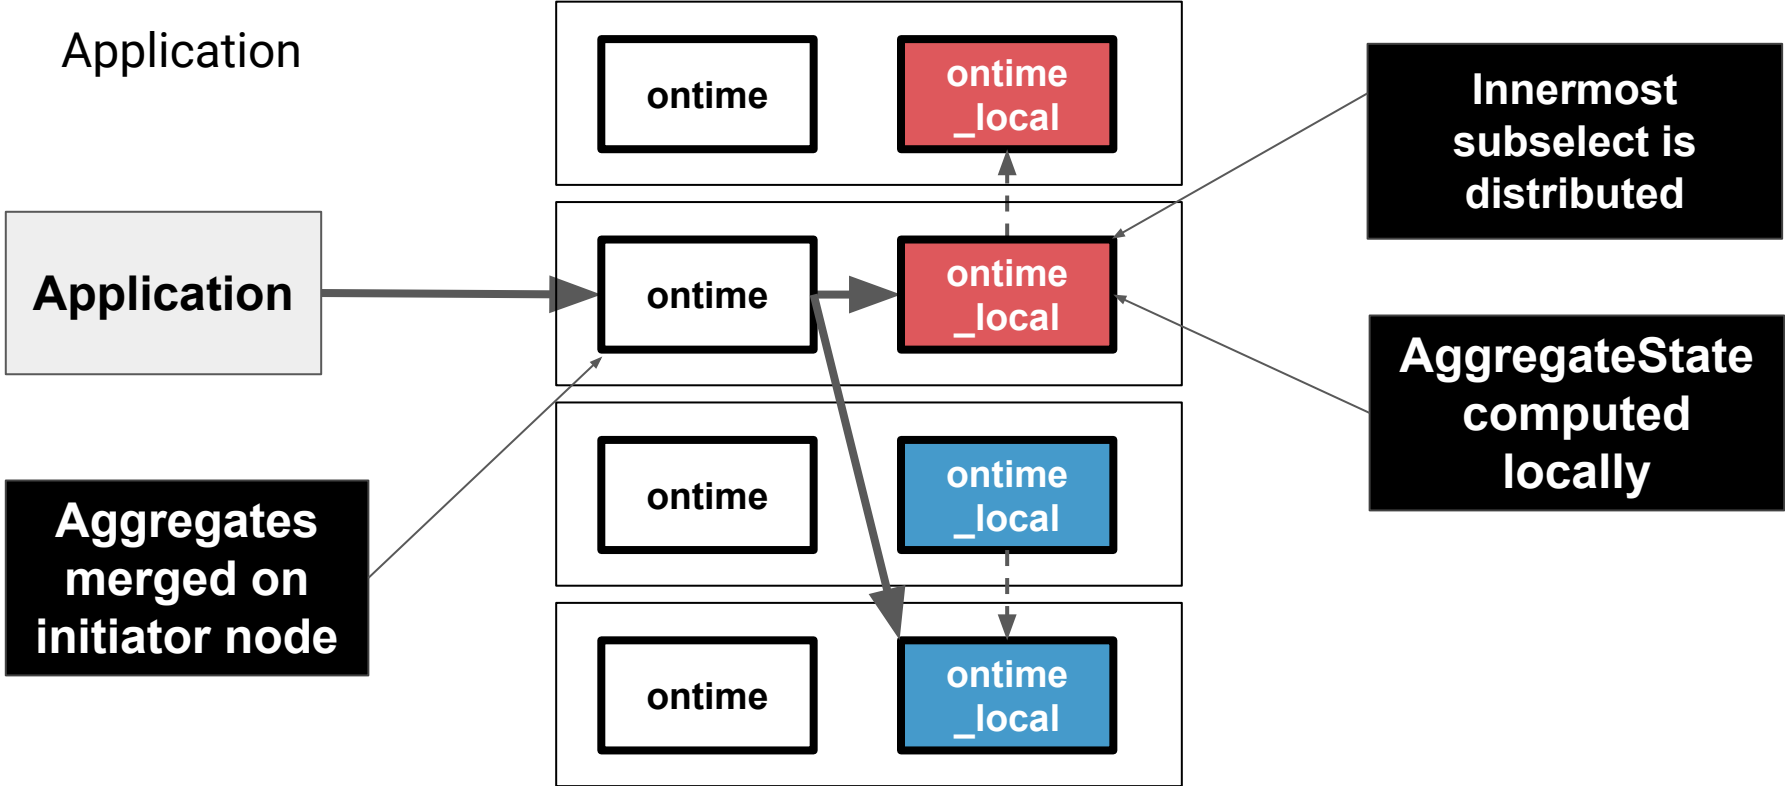 Application
ontime
ontime
_local
Innermost
subselect is
distributed
Application
ontime
ontime
_local
AggregateState
computed
locally
Aggregates
merged on
initiator node
ontime
ontime
_local
ontime
ontime
_local